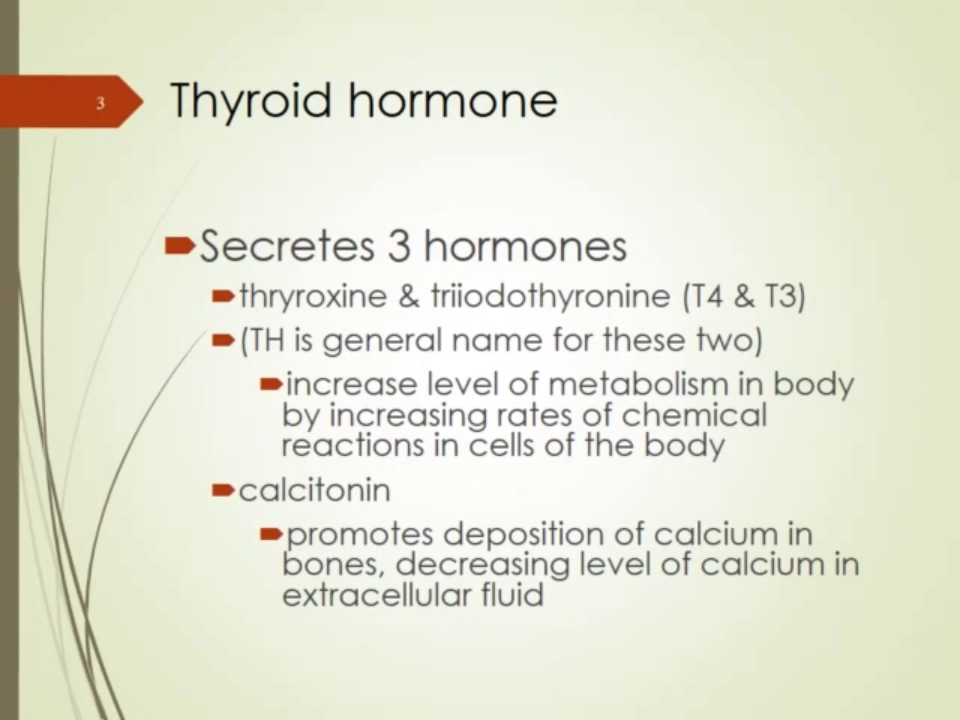 3
Thyroid hormone
Secretes 3 hormones
thryroxine & triiodothyronine (T4 & T3)
(TH is general name for these two)
increase level of metabolism in body
by increasing rates of chemical
reactions in cells of the body
calcitonin
promotes deposition of calcium in
bones, decreasing level of calcium in
extracellular fluid